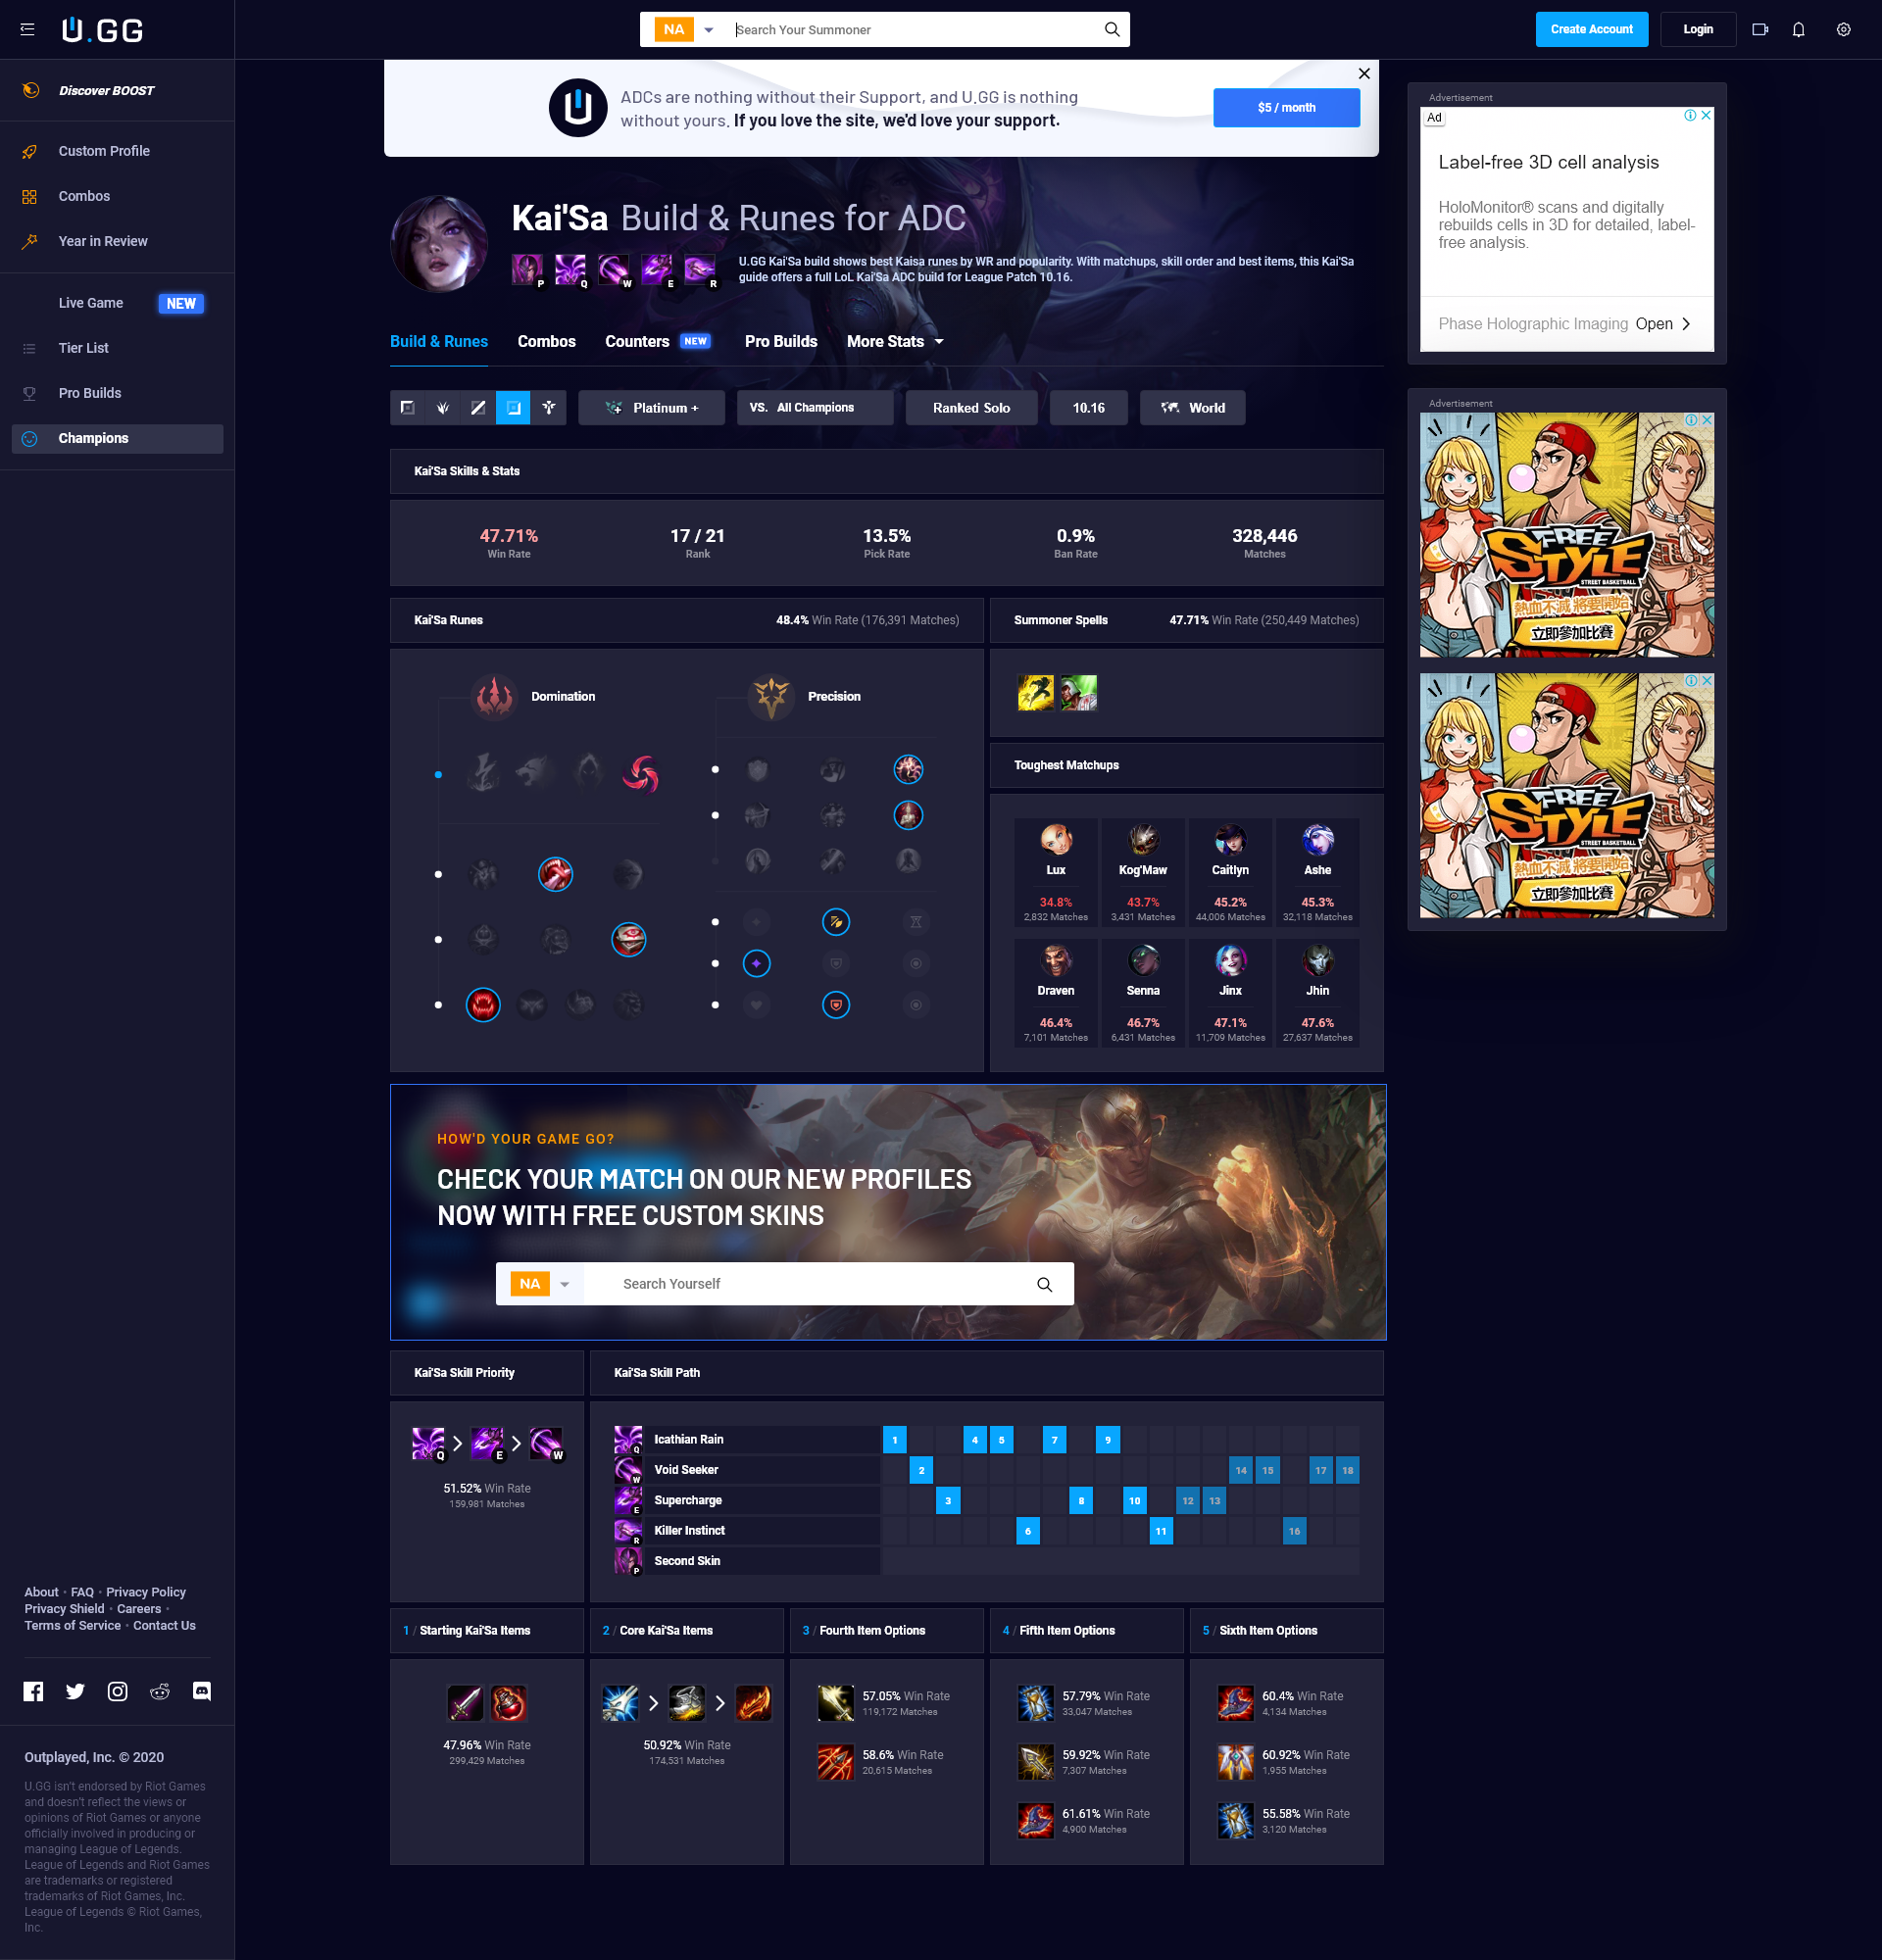 U.GG
NA
Search Your Summoner
Create Account
Login
Discover BOOST
Custom Profile
Combos
Year in Review
Live Game
NEW
Tier List
Pro Builds
Champions
ADCs are nothing without their Support, and U.GG is nothing
without yours. If you love the site, we'd love your support.
$5 / month
Kai'Sa Build & Runes for ADC
P
Q
W
E
R
U.GG Kai'Sa build shows best Kaisa runes by WR and popularity. With matchups, skill order and best items, this Kai'Sa
guide offers a full LoL Kai'Sa ADC build for League Patch 10.16.
Build & Runes
Combos
Counters NEW
Pro Builds
More Stats
Platinum +
VS. All Champions
Ranked Solo
10.16
World
Kai'Sa Skills & Stats
47.71%
Win Rate
17 / 21
Rank
13.5%
Pick Rate
0.9%
Ban Rate
328,446
Matches
Kai'Sa Runes
48.4% Win Rate (176,391 Matches)
Domination
Precision
Summoner Spells
47.71% Win Rate (250,449 Matches)
Toughest Matchups
Lux
34.8%
2,832 Matches
Kog'Maw
43.7%
3,431 Matches
Caitlyn
45.2%
44,006 Matches
Ashe
45.3%
32,118 Matches
Draven
46.4%
7,101 Matches
Senna
46.7%
6,431 Matches
Jinx
47.1%
11,709 Matches
Jhin
47.6%
27,637 Matches
HOW'D YOUR GAME GO?
CHECK YOUR MATCH ON OUR NEW PROFILES
NOW WITH FREE CUSTOM SKINS
NA
Search Yourself
Kai'Sa Skill Priority
Q
E
W
51.52% Win Rate
159,981 Matches
Kai'Sa Skill Path
Q Icathian Rain 1 4 5 7 9
W Void Seeker 2 14 15 17 18
E Supercharge 3 8 10 12 13
R Killer Instinct 6 11 16
P Second Skin
1 / Starting Kai'Sa Items
47.96% Win Rate
299,429 Matches
2 / Core Kai'Sa Items
50.92% Win Rate
174,531 Matches
3 / Fourth Item Options
57.05% Win Rate
119,172 Matches
58.6% Win Rate
20,615 Matches
4 / Fifth Item Options
57.79% Win Rate
33,047 Matches
59.92% Win Rate
7,307 Matches
61.61% Win Rate
4,900 Matches
5 / Sixth Item Options
60.4% Win Rate
4,134 Matches
60.92% Win Rate
1,955 Matches
55.58% Win Rate
3,120 Matches
Advertisement
Ad
Label-free 3D cell analysis
HoloMonitor® scans and digitally
rebuilds cells in 3D for detailed, label-
free analysis.
Phase Holographic Imaging Open
Advertisement
FREE
STYLE
STREET BASKETBALL
熱血不滅 將要開始
立即參加比賽
FREE
STYLE
STREET BASKETBALL
熱血不滅 將要開始
立即參加比賽
About • FAQ • Privacy Policy
Privacy Shield • Careers •
Terms of Service • Contact Us
Outplayed, Inc. © 2020
U.GG isn't endorsed by Riot Games
and doesn't reflect the views or
opinions of Riot Games or anyone
officially involved in producing or
managing League of Legends.
League of Legends and Riot Games
are trademarks or registered
trademarks of Riot Games, Inc.
League of Legends © Riot Games,
Inc.